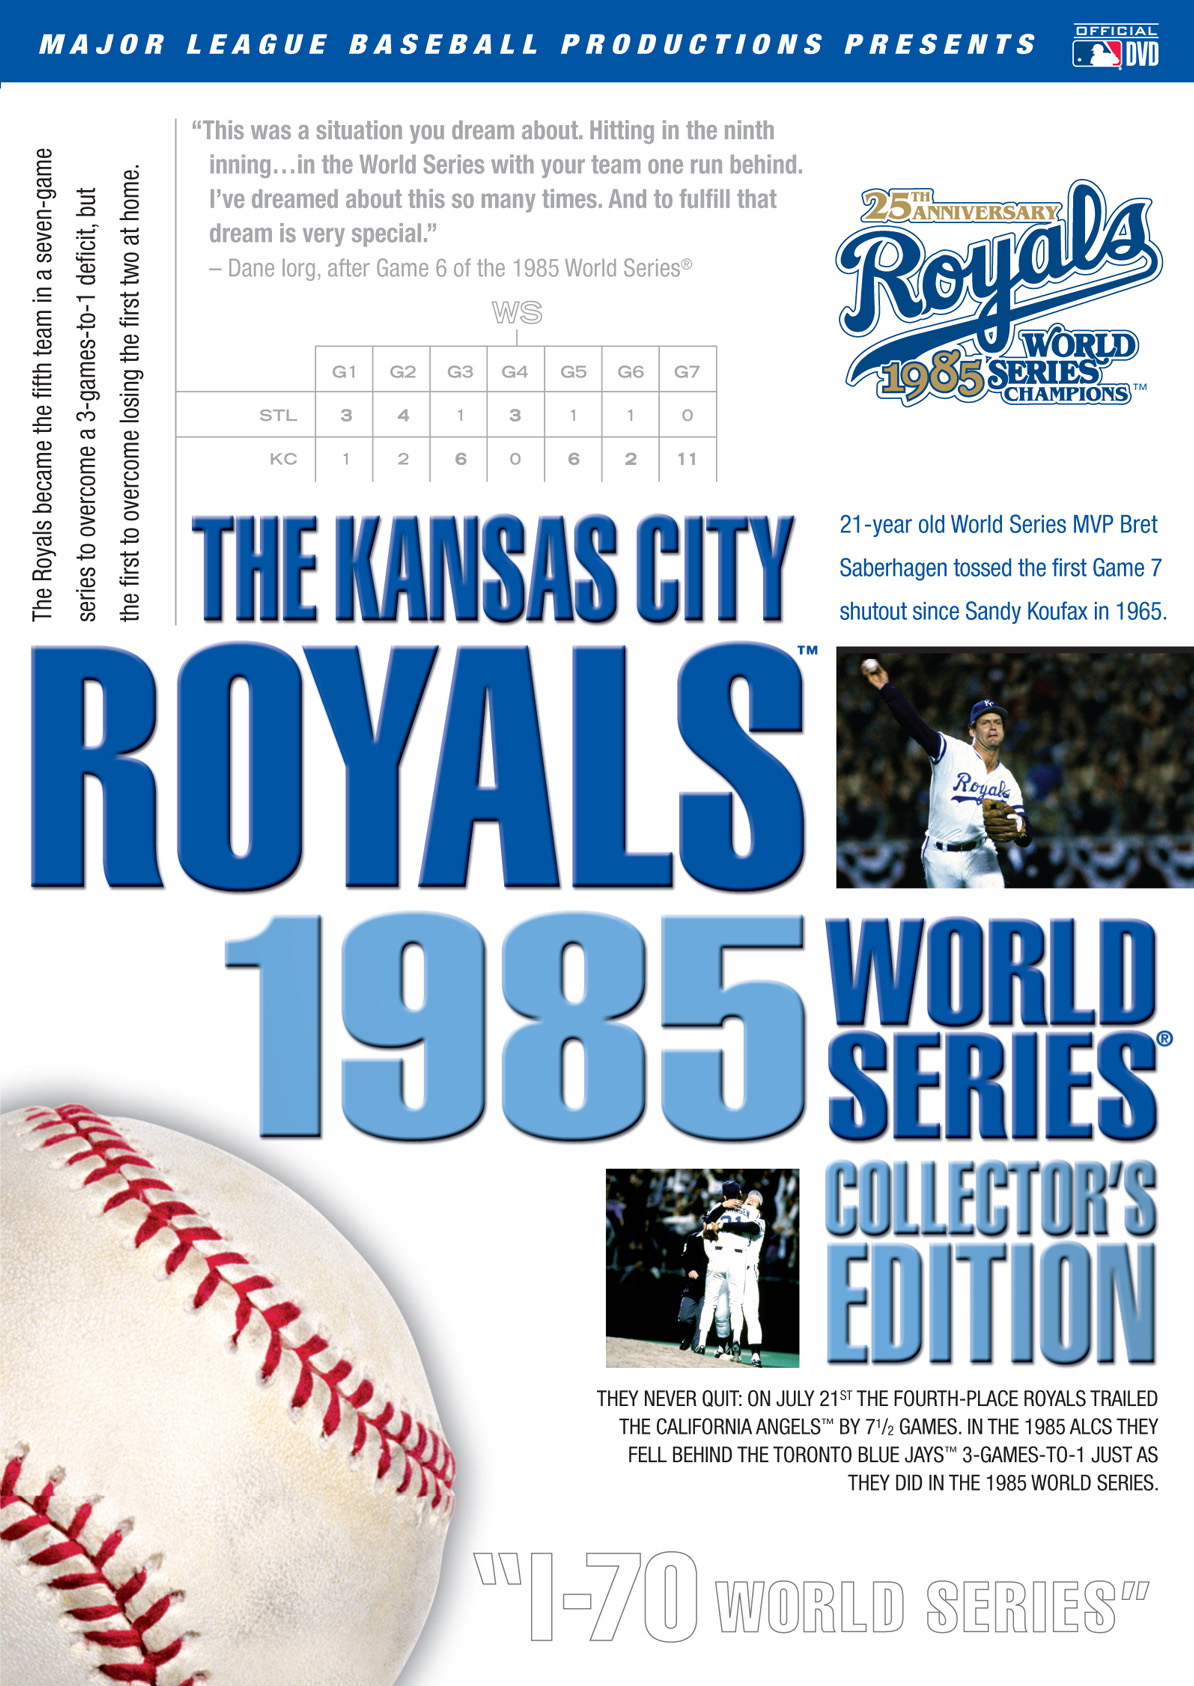 MAJOR LEAGUE BASEBALL PRODUCTIONS PRESENTS
OFFICIAL
DVD
The Royals became the fifth team in a seven-game
series to overcome a 3-games-to-1 deficit, but
the first to overcome losing the first two at home.
“This was a situation you dream about. Hitting in the ninth
inning…in the World Series with your team one run behind.
I’ve dreamed about this so many times. And to fulfill that
dream is very special.”
– Dane Iorg, after Game 6 of the 1985 World Series®
WS
G1 G2 G3 G4 G5 G6 G7
STL 3 4 1 3 1 1 0
KC 1 2 6 0 6 2 11
25TH ANNIVERSARY
Royals
1985 WORLD
SERIES
CHAMPIONS™
THE KANSAS CITY
ROYALS™
21-year old World Series MVP Bret
Saberhagen tossed the first Game 7
shutout since Sandy Koufax in 1965.
KC
Royals
1985
WORLD
SERIES®
COLLECTOR’S
EDITION
31
THEY NEVER QUIT: ON JULY 21ST THE FOURTH-PLACE ROYALS TRAILED
THE CALIFORNIA ANGELS™ BY 7 1/2 GAMES. IN THE 1985 ALCS THEY
FELL BEHIND THE TORONTO BLUE JAYS™ 3-GAMES-TO-1 JUST AS
THEY DID IN THE 1985 WORLD SERIES.
“I-70 WORLD SERIES”